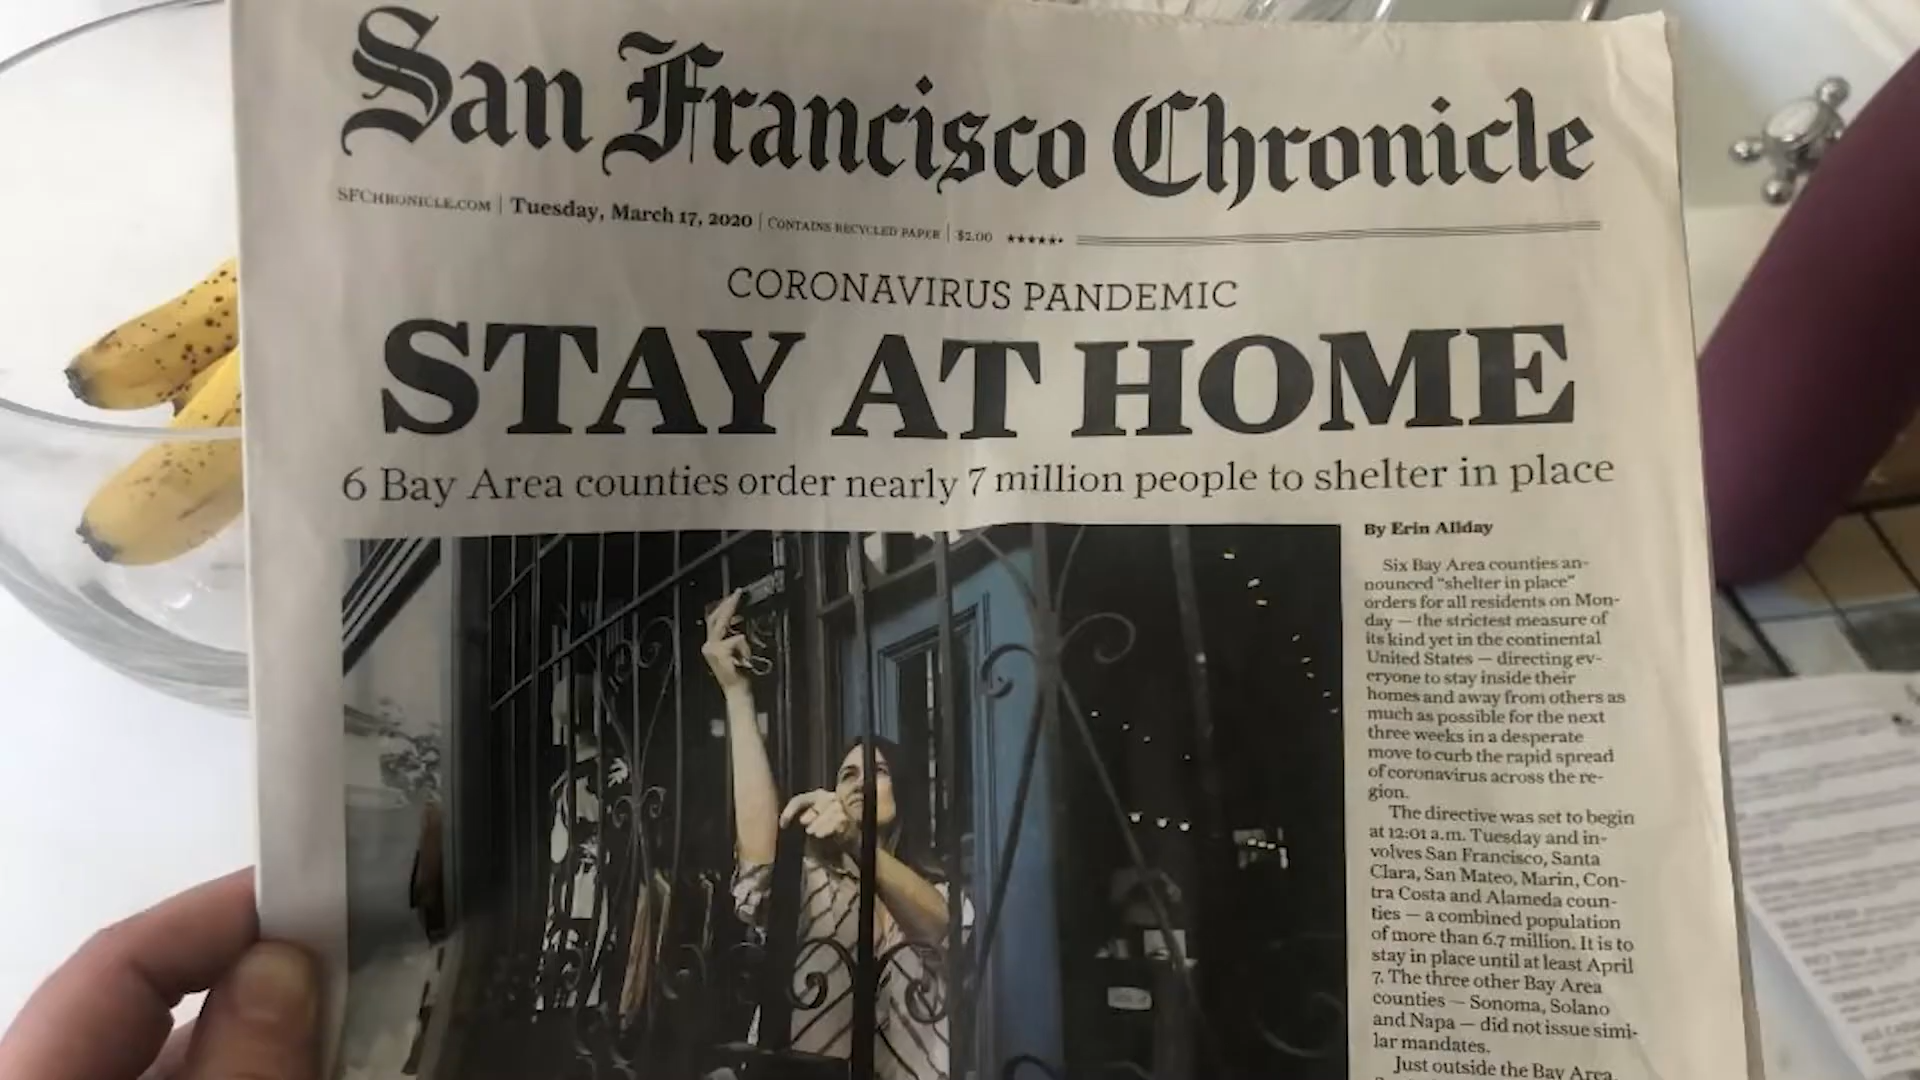 San Francisco Chronicle
SFCHRONICLE.COM | Tuesday, March 17, 2020 | CONTAINS RECYCLED PAPER | $2.00 ★★★★★•
CORONAVIRUS PANDEMIC
STAY AT HOME
6 Bay Area counties order nearly 7 million people to shelter in place
By Erin Allday
Six Bay Area counties an-
nounced “shelter in place”
orders for all residents on Mon-
day — the strictest measure of
its kind yet in the continental
United States — directing ev-
eryone to stay inside their
homes and away from others as
much as possible for the next
three weeks in a desperate
move to curb the rapid spread
of coronavirus across the re-
gion.
The directive was set to begin
at 12:01 a.m. Tuesday and in-
volves San Francisco, Santa
Clara, San Mateo, Marin, Con-
tra Costa and Alameda coun-
ties — a combined population
of more than 6.7 million. It is to
stay in place until at least April
7. The three other Bay Area
counties — Sonoma, Solano
and Napa — did not issue simi-
lar mandates.
Just outside the Bay Area,